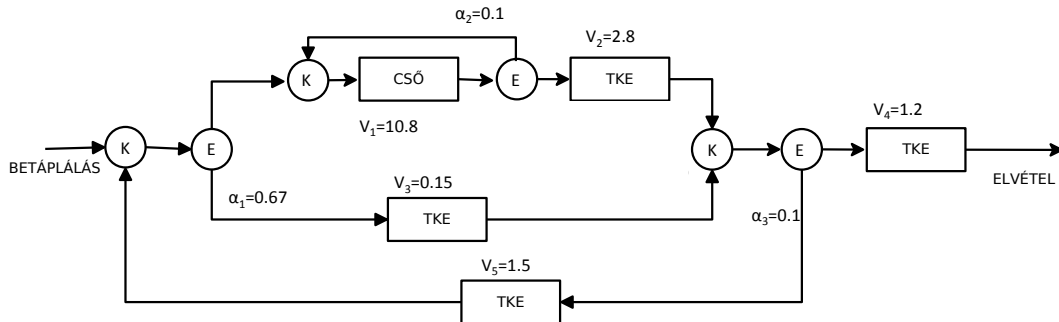 α₂=0.1
V₂=2.8
K
CSŐ
E
TKE
V₁=10.8
V₄=1.2
BETÁPLÁLÁS
K
E
K
E
TKE
ELVÉTEL
α₁=0.67
V₃=0.15
TKE
α₃=0.1
V₅=1.5
TKE